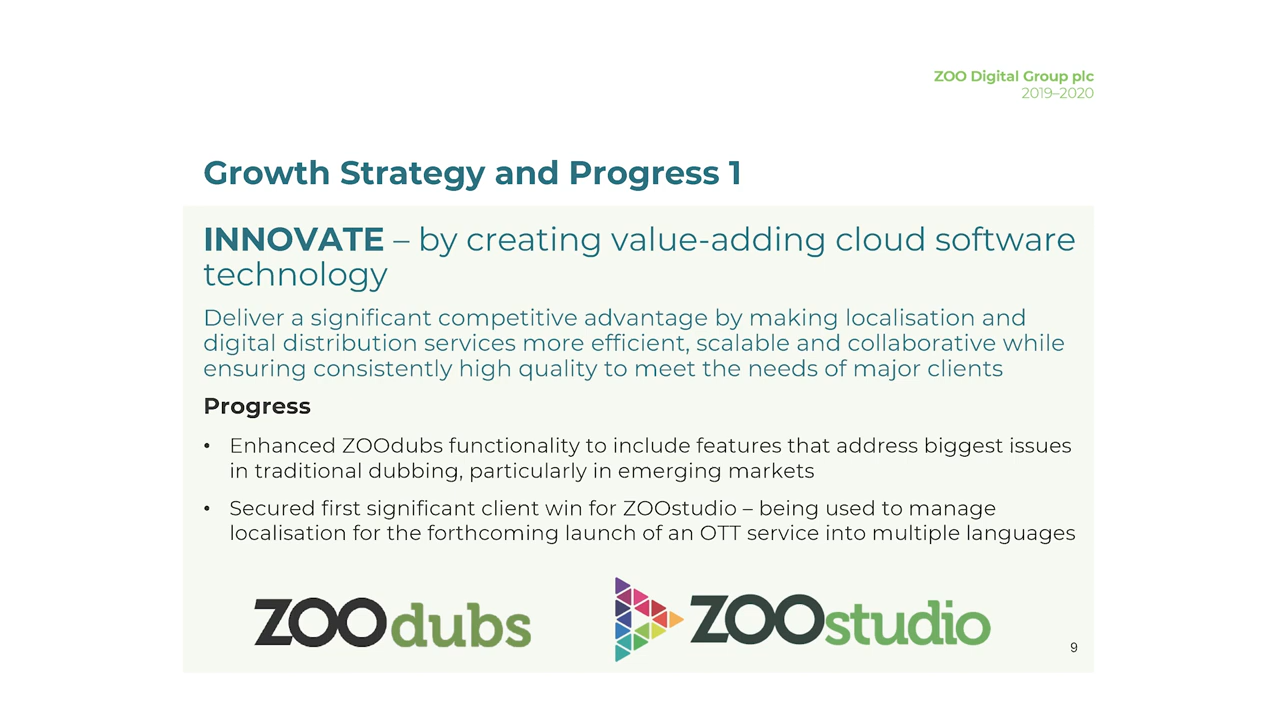 ZOO Digital Group plc
2019–2020
Growth Strategy and Progress 1
INNOVATE – by creating value-adding cloud software
technology
Deliver a significant competitive advantage by making localisation and
digital distribution services more efficient, scalable and collaborative while
ensuring consistently high quality to meet the needs of major clients
Progress
• Enhanced ZOOdubs functionality to include features that address biggest issues
in traditional dubbing, particularly in emerging markets
• Secured first significant client win for ZOOstudio – being used to manage
localisation for the forthcoming launch of an OTT service into multiple languages
ZOOdubs
ZOOstudio
9